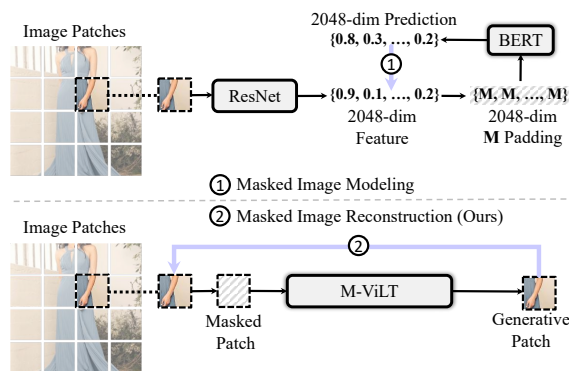 Image Patches
2048-dim Prediction
{0.8, 0.3, ..., 0.2}
BERT
1
ResNet
{0.9, 0.1, ..., 0.2}
{M, M, ..., M}
2048-dim
Feature
2048-dim
M Padding
1 Masked Image Modeling
2 Masked Image Reconstruction (Ours)
Image Patches
2
M-ViLT
Masked
Patch
Generative
Patch